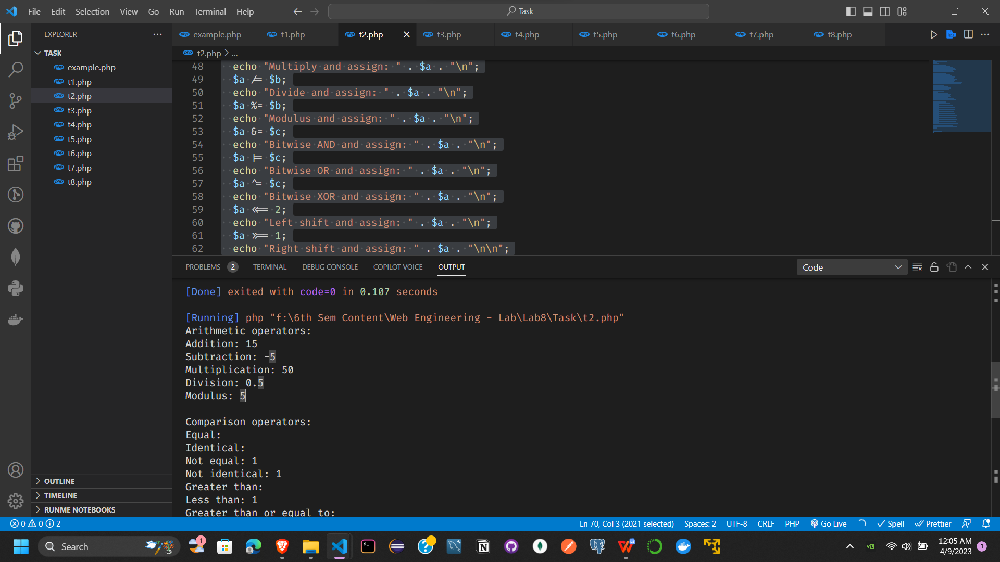 File Edit Selection View Go Run Terminal Help
Task
EXPLORER
TASK
example.php
t1.php
t2.php
t3.php
t4.php
t5.php
t6.php
t7.php
t8.php
OUTLINE
TIMELINE
RUNME NOTEBOOKS
example.php t1.php t2.php t3.php t4.php t5.php t6.php t7.php t8.php
t2.php > ...
48 echo "Multiply and assign: " . $a . "\n";
49 $a /= $b;
50 echo "Divide and assign: " . $a . "\n";
51 $a %= $b;
52 echo "Modulus and assign: " . $a . "\n";
53 $a &= $c;
54 echo "Bitwise AND and assign: " . $a . "\n";
55 $a |= $c;
56 echo "Bitwise OR and assign: " . $a . "\n";
57 $a ^= $c;
58 echo "Bitwise XOR and assign: " . $a . "\n";
59 $a <<= 2;
60 echo "Left shift and assign: " . $a . "\n";
61 $a >>= 1;
62 echo "Right shift and assign: " . $a . "\n\n";
PROBLEMS 2 TERMINAL DEBUG CONSOLE COPILOT VOICE OUTPUT
Code
[Done] exited with code=0 in 0.107 seconds
[Running] php "f:\6th Sem Content\Web Engineering - Lab\Lab8\Task\t2.php"
Arithmetic operators:
Addition: 15
Subtraction: -5
Multiplication: 50
Division: 0.5
Modulus: 5
Comparison operators:
Equal:
Identical:
Not equal: 1
Not identical: 1
Greater than:
Less than: 1
Greater than or equal to:
0 0 2
Ln 70, Col 3 (2021 selected) Spaces: 2 UTF-8 CRLF PHP Go Live Spell Prettier
Search
1
12:05 AM
4/9/2023
1